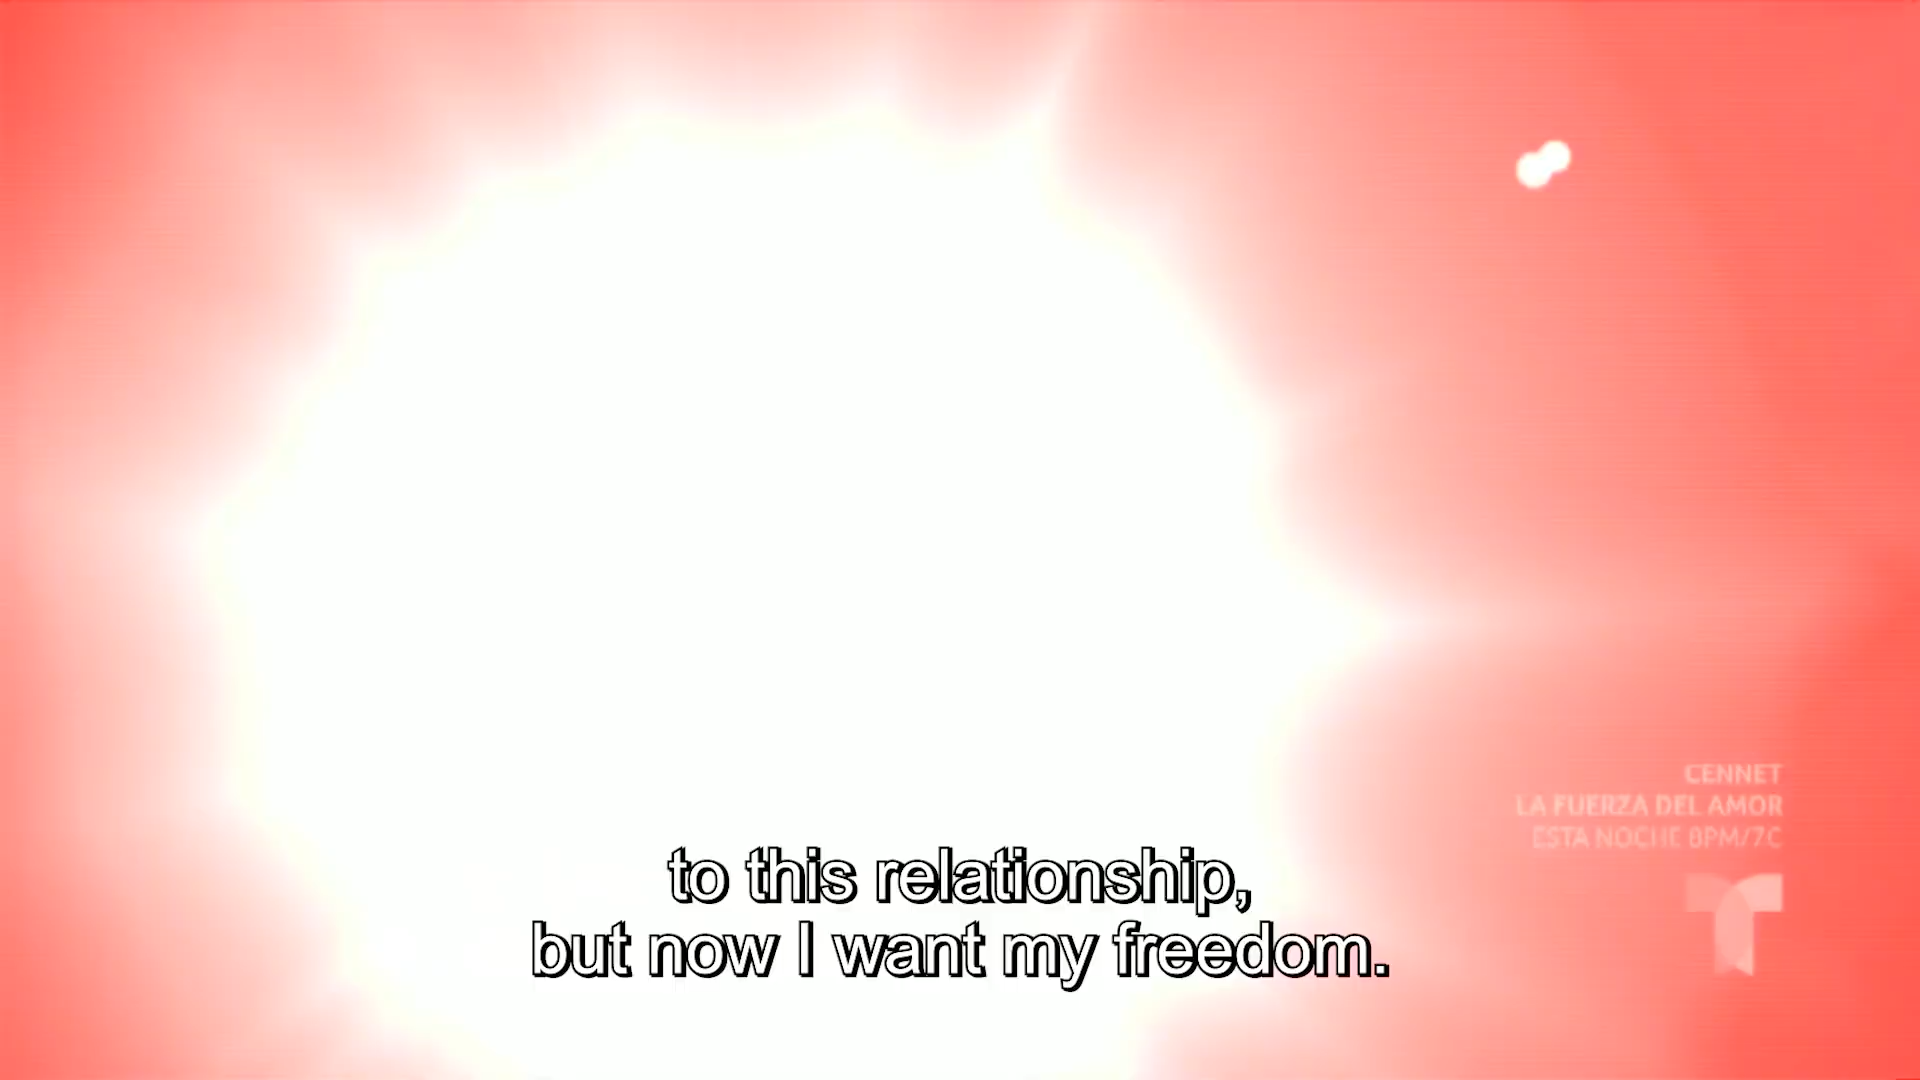 CENNET
LA FUERZA DEL AMOR
ESTA NOCHE 8PM/7C
to this relationship,
but now I want my freedom.